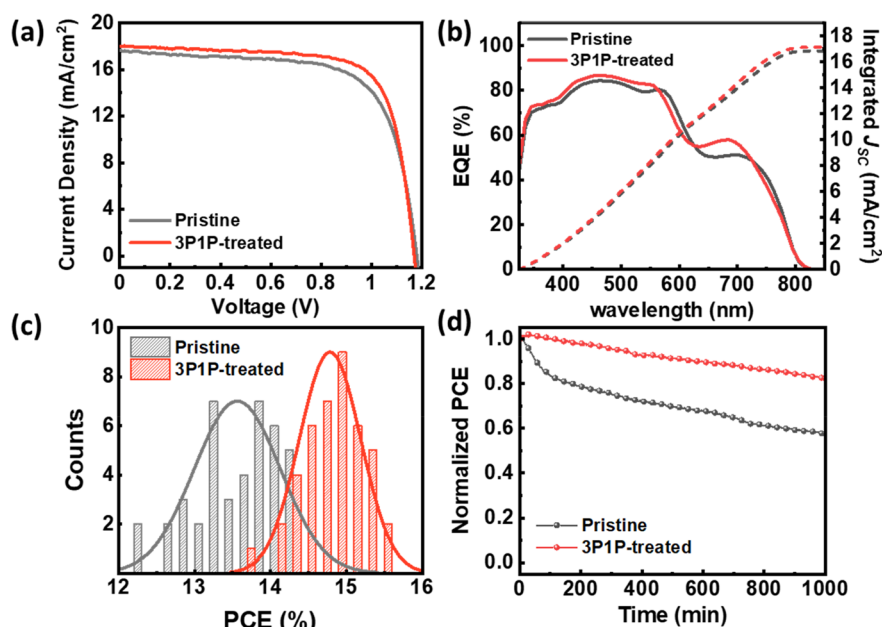 (a)
20
16
12
8
4
0
Current Density (mA/cm²)
Pristine
3P1P-treated
0 0.2 0.4 0.6 0.8 1 1.2
Voltage (V)
(b)
100
80
60
40
20
0
EQE (%)
Pristine
3P1P-treated
18
16
14
12
10
8
6
4
2
0
Integrated J_SC (mA/cm²)
400 500 600 700 800
wavelength (nm)
(c)
10
8
6
4
2
Counts
Pristine
3P1P-treated
12 13 14 15 16
PCE (%)
(d)
1.0
0.8
0.6
0.4
0.2
0.0
Normalized PCE
Pristine
3P1P-treated
0 200 400 600 800 1000
Time (min)